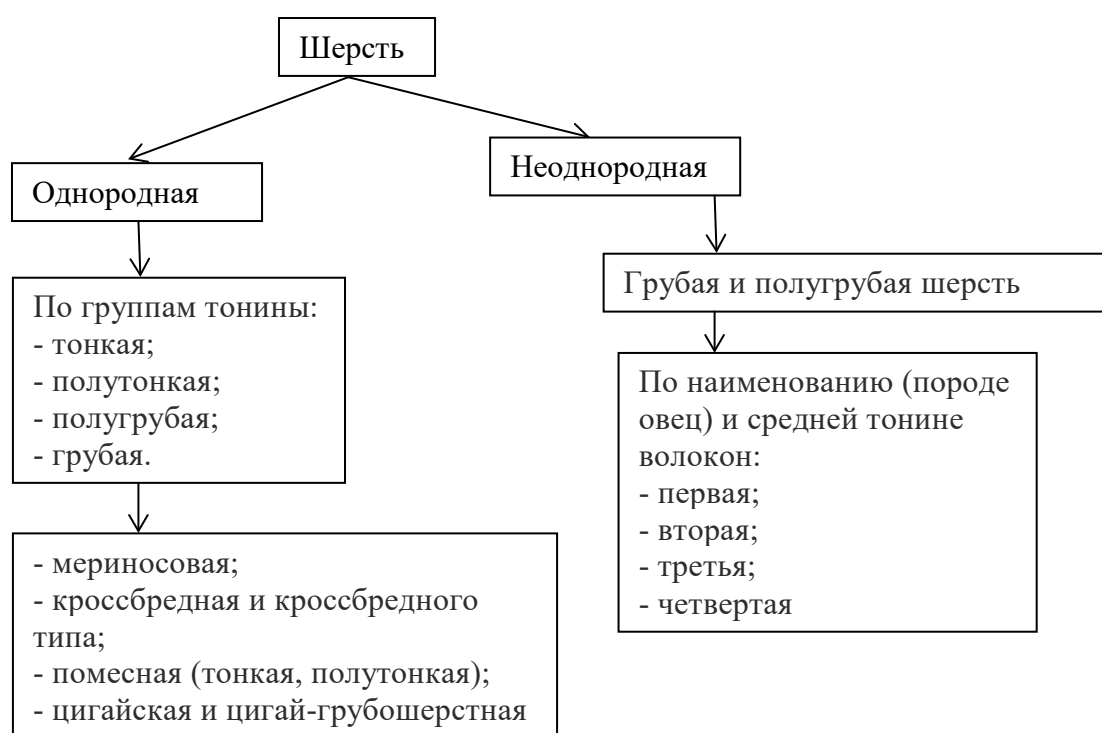 Шерсть
Однородная
Неоднородная
По группам тонины:
- тонкая;
- полутонкая;
- полугрубая;
- грубая.
- мериносовая;
- кроссбредная и кроссбредного
типа;
- помесная (тонкая, полутонкая);
- цигайская и цигай-грубошерстная
Грубая и полугрубая шерсть
По наименованию (породе
овец) и средней тонине
волокон:
- первая;
- вторая;
- третья;
- четвертая